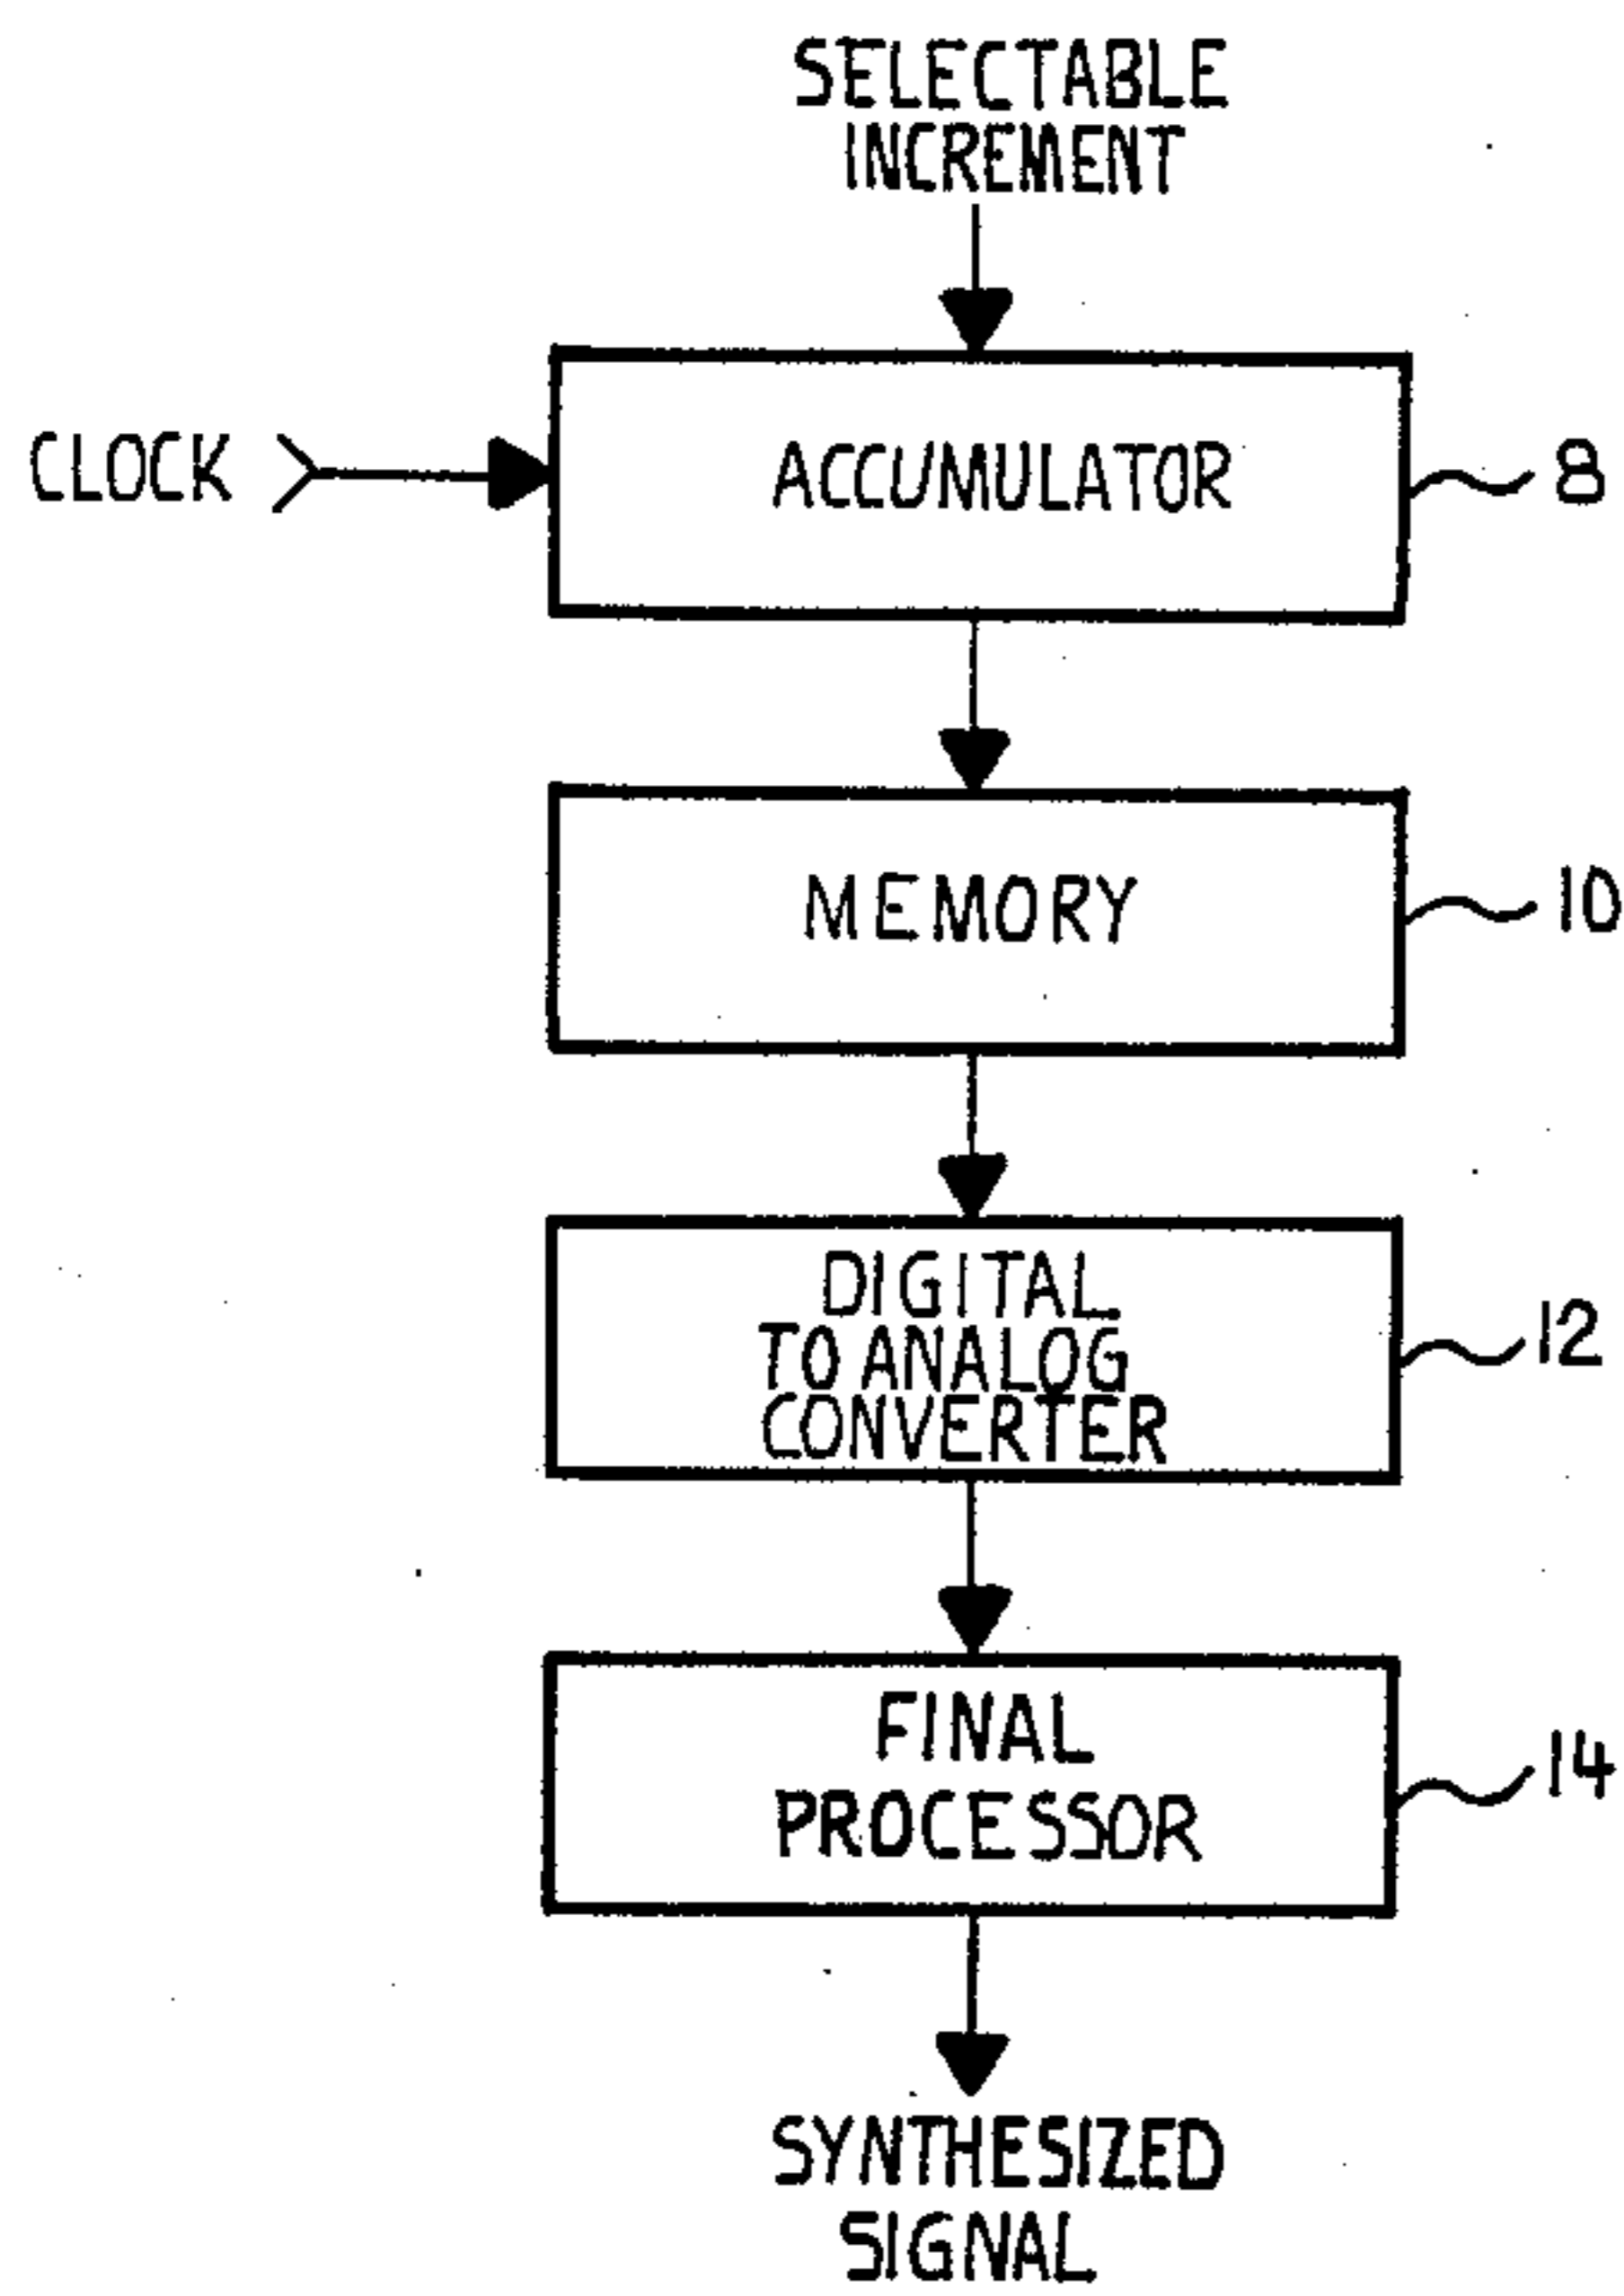 SELECTABLE
INCREMENT
CLOCK
ACCUMULATOR
8
MEMORY
10
DIGITAL
TO ANALOG
CONVERTER
12
FINAL
PROCESSOR
14
SYNTHESIZED
SIGNAL